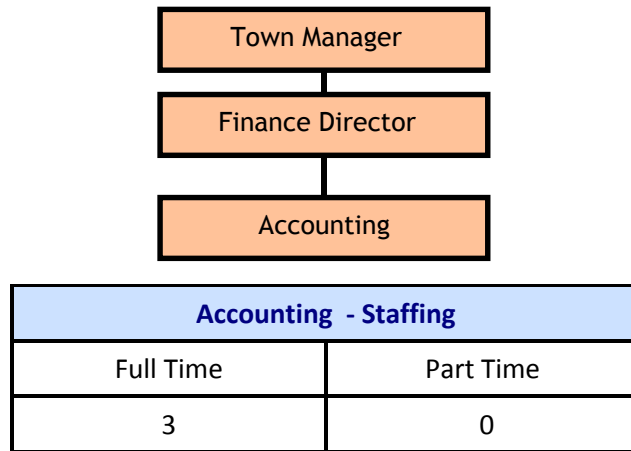 Town Manager
Finance Director
Accounting
Accounting - Staffing
Full Time Part Time
3 0